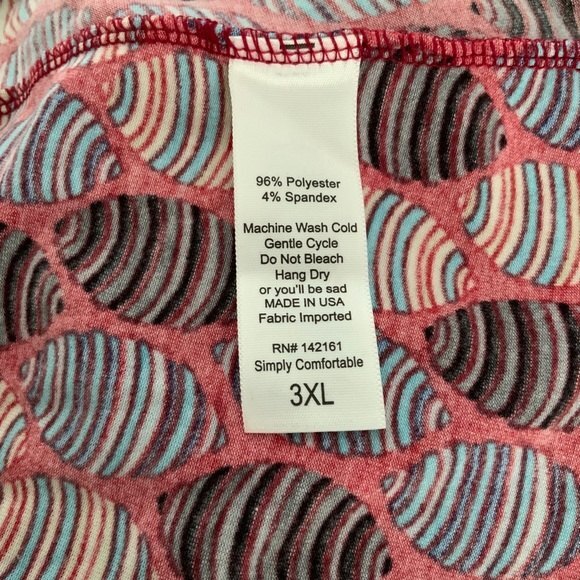 96% Polyester
4% Spandex
Machine Wash Cold
Gentle Cycle
Do Not Bleach
Hang Dry
or you'll be sad
MADE IN USA
Fabric Imported
RN# 142161
Simply Comfortable
3XL